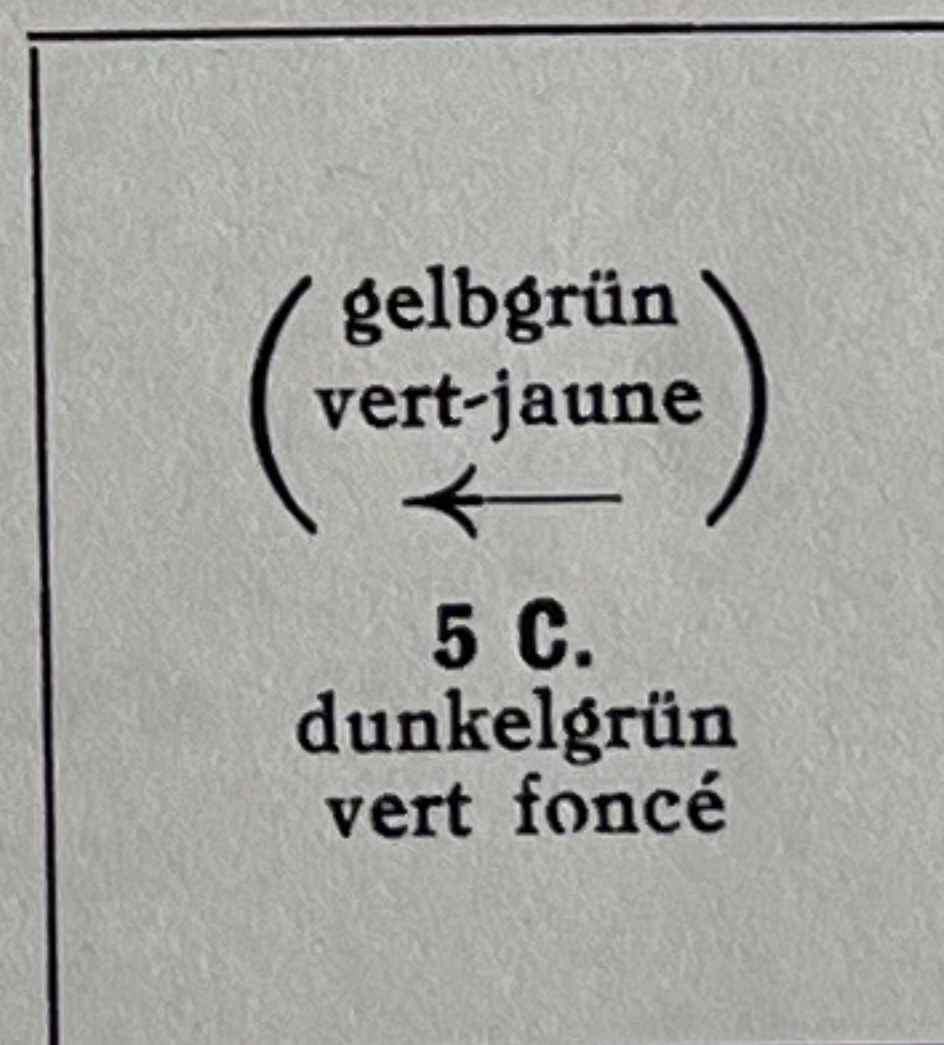 (gelbgrün
vert-jaune)
←
5 C.
dunkelgrün
vert foncé